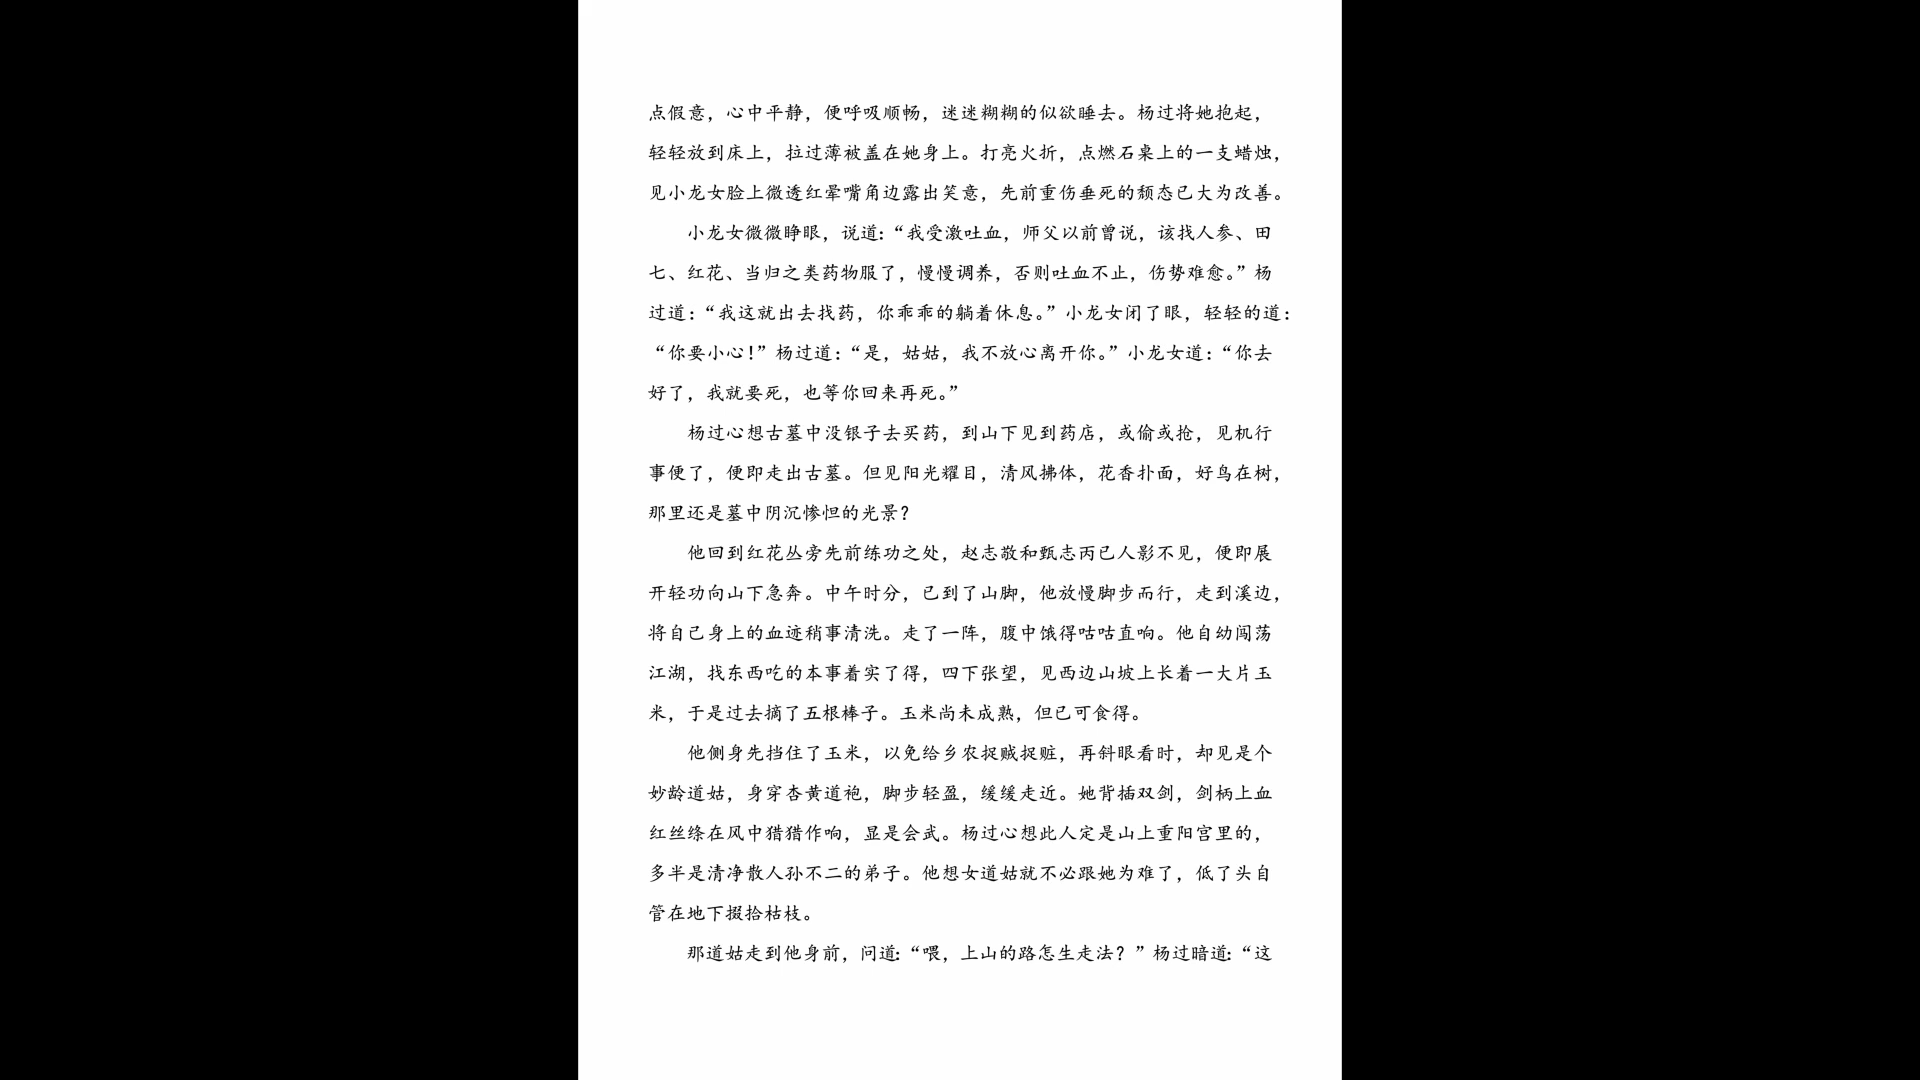 点假意，心中平静，便呼吸顺畅，迷迷糊糊的似欲睡去。杨过将她抱起，
轻轻放到床上，拉过薄被盖在她身上。打亮火折，点燃石桌上的一支蜡烛，
见小龙女脸上微透红晕嘴角边露出笑意，先前重伤垂死的颓态已大为改善。
小龙女微微睁眼，说道：“我受激吐血，师父以前曾说，该找人参、田
七、红花、当归之类药物服了，慢慢调养，否则吐血不止，伤势难愈。”杨
过道：“我这就出去找药，你乖乖的躺着休息。”小龙女闭了眼，轻轻的道：
“你要小心！”杨过道：“是，姑姑，我不放心离开你。”小龙女道：“你去
好了，我就要死，也等你回来再死。”
杨过心想古墓中没银子去买药，到山下见到药店，或偷或抢，见机行
事便了，便即走出古墓。但见阳光耀目，清风拂体，花香扑面，好鸟在树，
那里还是墓中阴沉惨怛的光景？
他回到红花丛旁先前练功之处，赵志敬和甄志丙已人影不见，便即展
开轻功向山下急奔。中午时分，已到了山脚，他放慢脚步而行，走到溪边，
将自己身上的血迹稍事清洗。走了一阵，腹中饿得咕咕直响。他自幼闯荡
江湖，找东西吃的本事着实了得，四下张望，见西边山坡上长着一大片玉
米，于是过去摘了五根棒子。玉米尚未成熟，但已可食得。
他侧身先挡住了玉米，以免给乡农捉贼捉赃，再斜眼看时，却见是个
妙龄道姑，身穿杏黄道袍，脚步轻盈，缓缓走近。她背插双剑，剑柄上血
红丝绦在风中猎猎作响，显是会武。杨过心想此人定是山上重阳宫里的，
多半是清净散人孙不二的弟子。他想女道姑就不必跟她为难了，低了头自
管在地下掇拾枯枝。
那道姑走到他身前，问道：“喂，上山的路怎生走法？”杨过暗道：“这